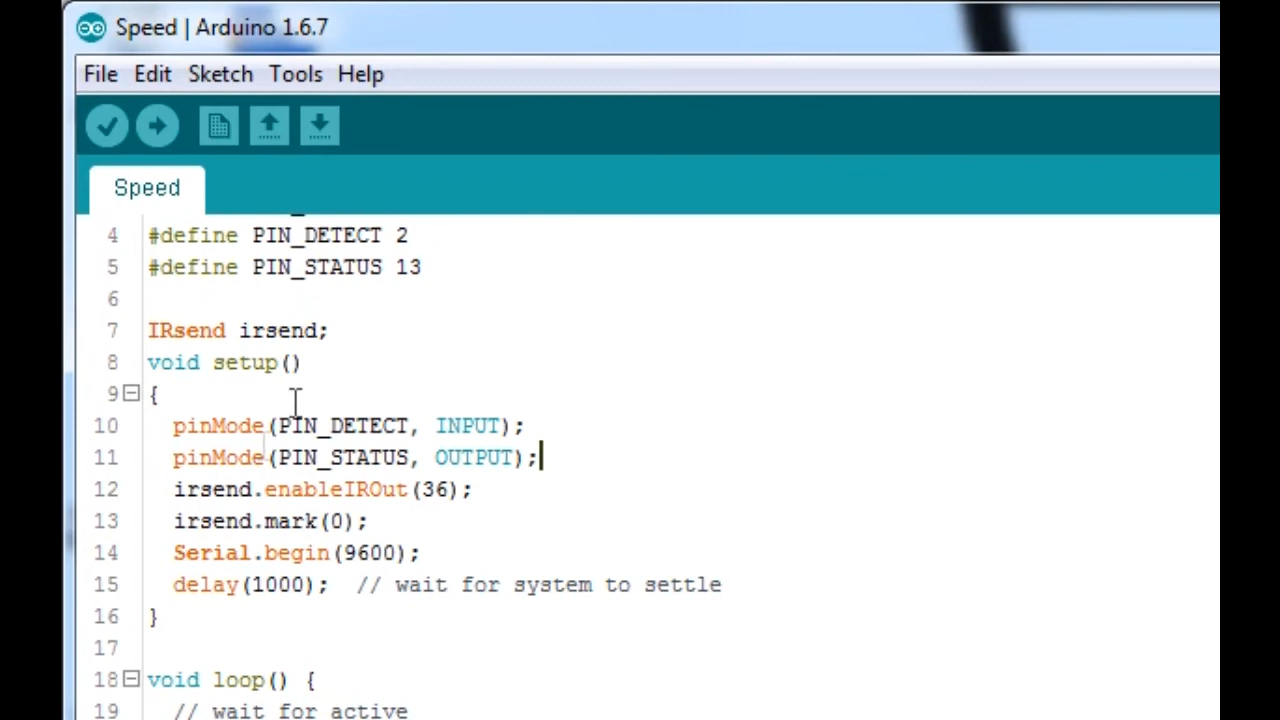 Speed | Arduino 1.6.7
File Edit Sketch Tools Help
Speed
4 #define PIN_DETECT 2
5 #define PIN_STATUS 13
6
7 IRsend irsend;
8 void setup()
9 {
10 pinMode(PIN_DETECT, INPUT);
11 pinMode(PIN_STATUS, OUTPUT);
12 irsend.enableIROut(36);
13 irsend.mark(0);
14 Serial.begin(9600);
15 delay(1000); // wait for system to settle
16 }
17
18 void loop() {
19 // wait for active